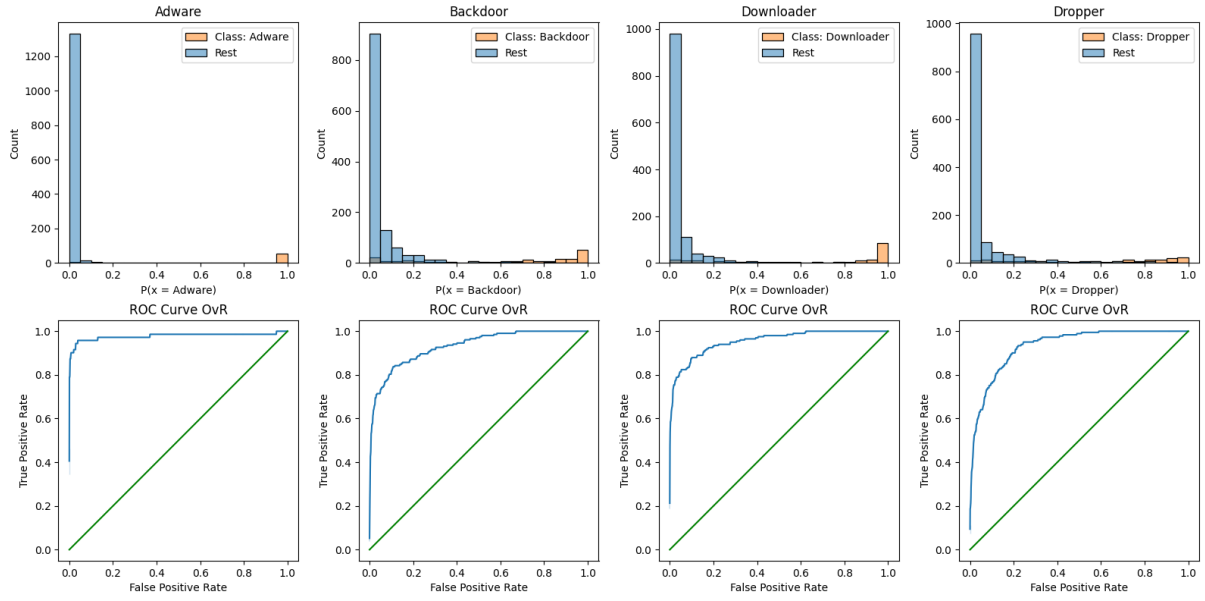 Adware
Class: Adware
Rest
Count
1200
1000
800
600
400
200
0
0.0 0.2 0.4 0.6 0.8 1.0
P(x = Adware)
Backdoor
Class: Backdoor
Rest
Count
800
600
400
200
0
0.0 0.2 0.4 0.6 0.8 1.0
P(x = Backdoor)
Downloader
Class: Downloader
Rest
Count
1000
800
600
400
200
0
0.0 0.2 0.4 0.6 0.8 1.0
P(x = Downloader)
Dropper
Class: Dropper
Rest
Count
1000
800
600
400
200
0
0.0 0.2 0.4 0.6 0.8 1.0
P(x = Dropper)
ROC Curve OvR
True Positive Rate
1.0
0.8
0.6
0.4
0.2
0.0
0.0 0.2 0.4 0.6 0.8 1.0
False Positive Rate
ROC Curve OvR
True Positive Rate
1.0
0.8
0.6
0.4
0.2
0.0
0.0 0.2 0.4 0.6 0.8 1.0
False Positive Rate
ROC Curve OvR
True Positive Rate
1.0
0.8
0.6
0.4
0.2
0.0
0.0 0.2 0.4 0.6 0.8 1.0
False Positive Rate
ROC Curve OvR
True Positive Rate
1.0
0.8
0.6
0.4
0.2
0.0
0.0 0.2 0.4 0.6 0.8 1.0
False Positive Rate